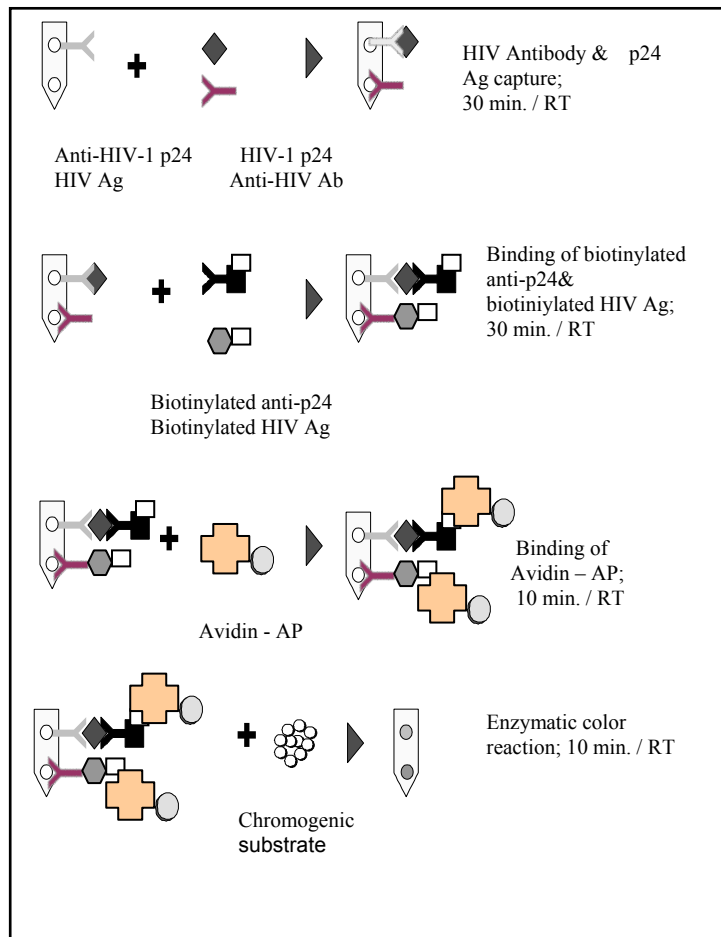 HIV Antibody & p24
Ag capture;
30 min. / RT
Anti-HIV-1 p24
HIV Ag
HIV-1 p24
Anti-HIV Ab
Binding of biotinylated
anti-p24&
biotiniylated HIV Ag;
30 min. / RT
Biotinylated anti-p24
Biotinylated HIV Ag
Binding of
Avidin – AP;
10 min. / RT
Avidin - AP
Enzymatic color
reaction; 10 min. / RT
Chromogenic
substrate